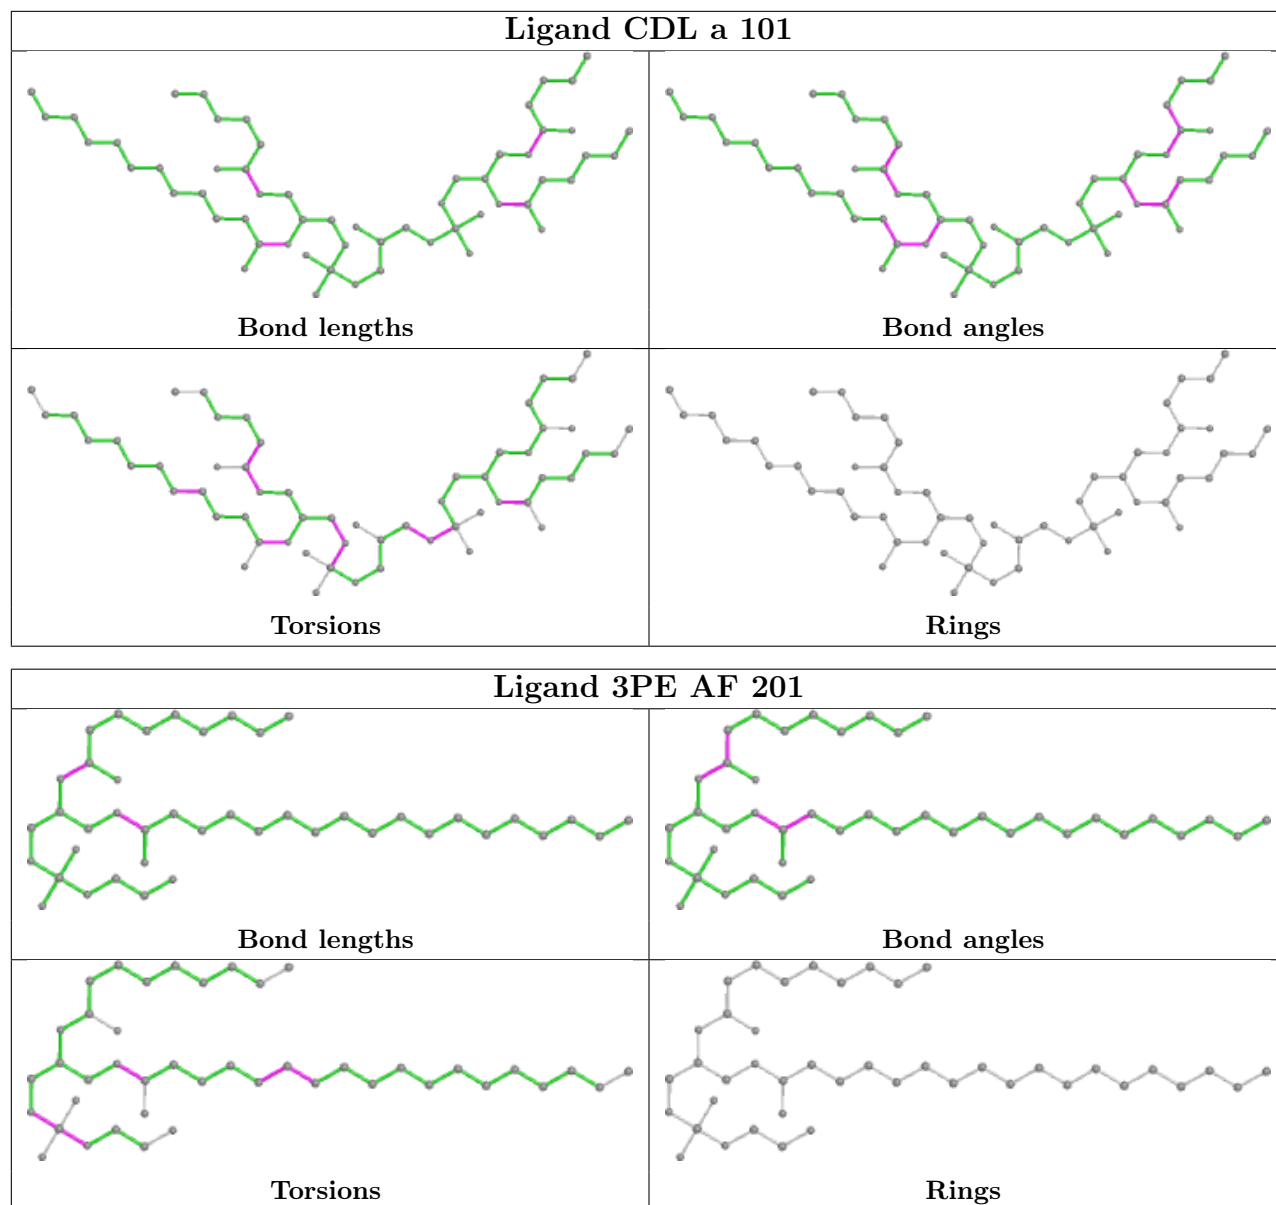 Ligand CDL a 101
Bond lengths
Bond angles
Torsions
Rings
Ligand 3PE AF 201
Bond lengths
Bond angles
Torsions
Rings